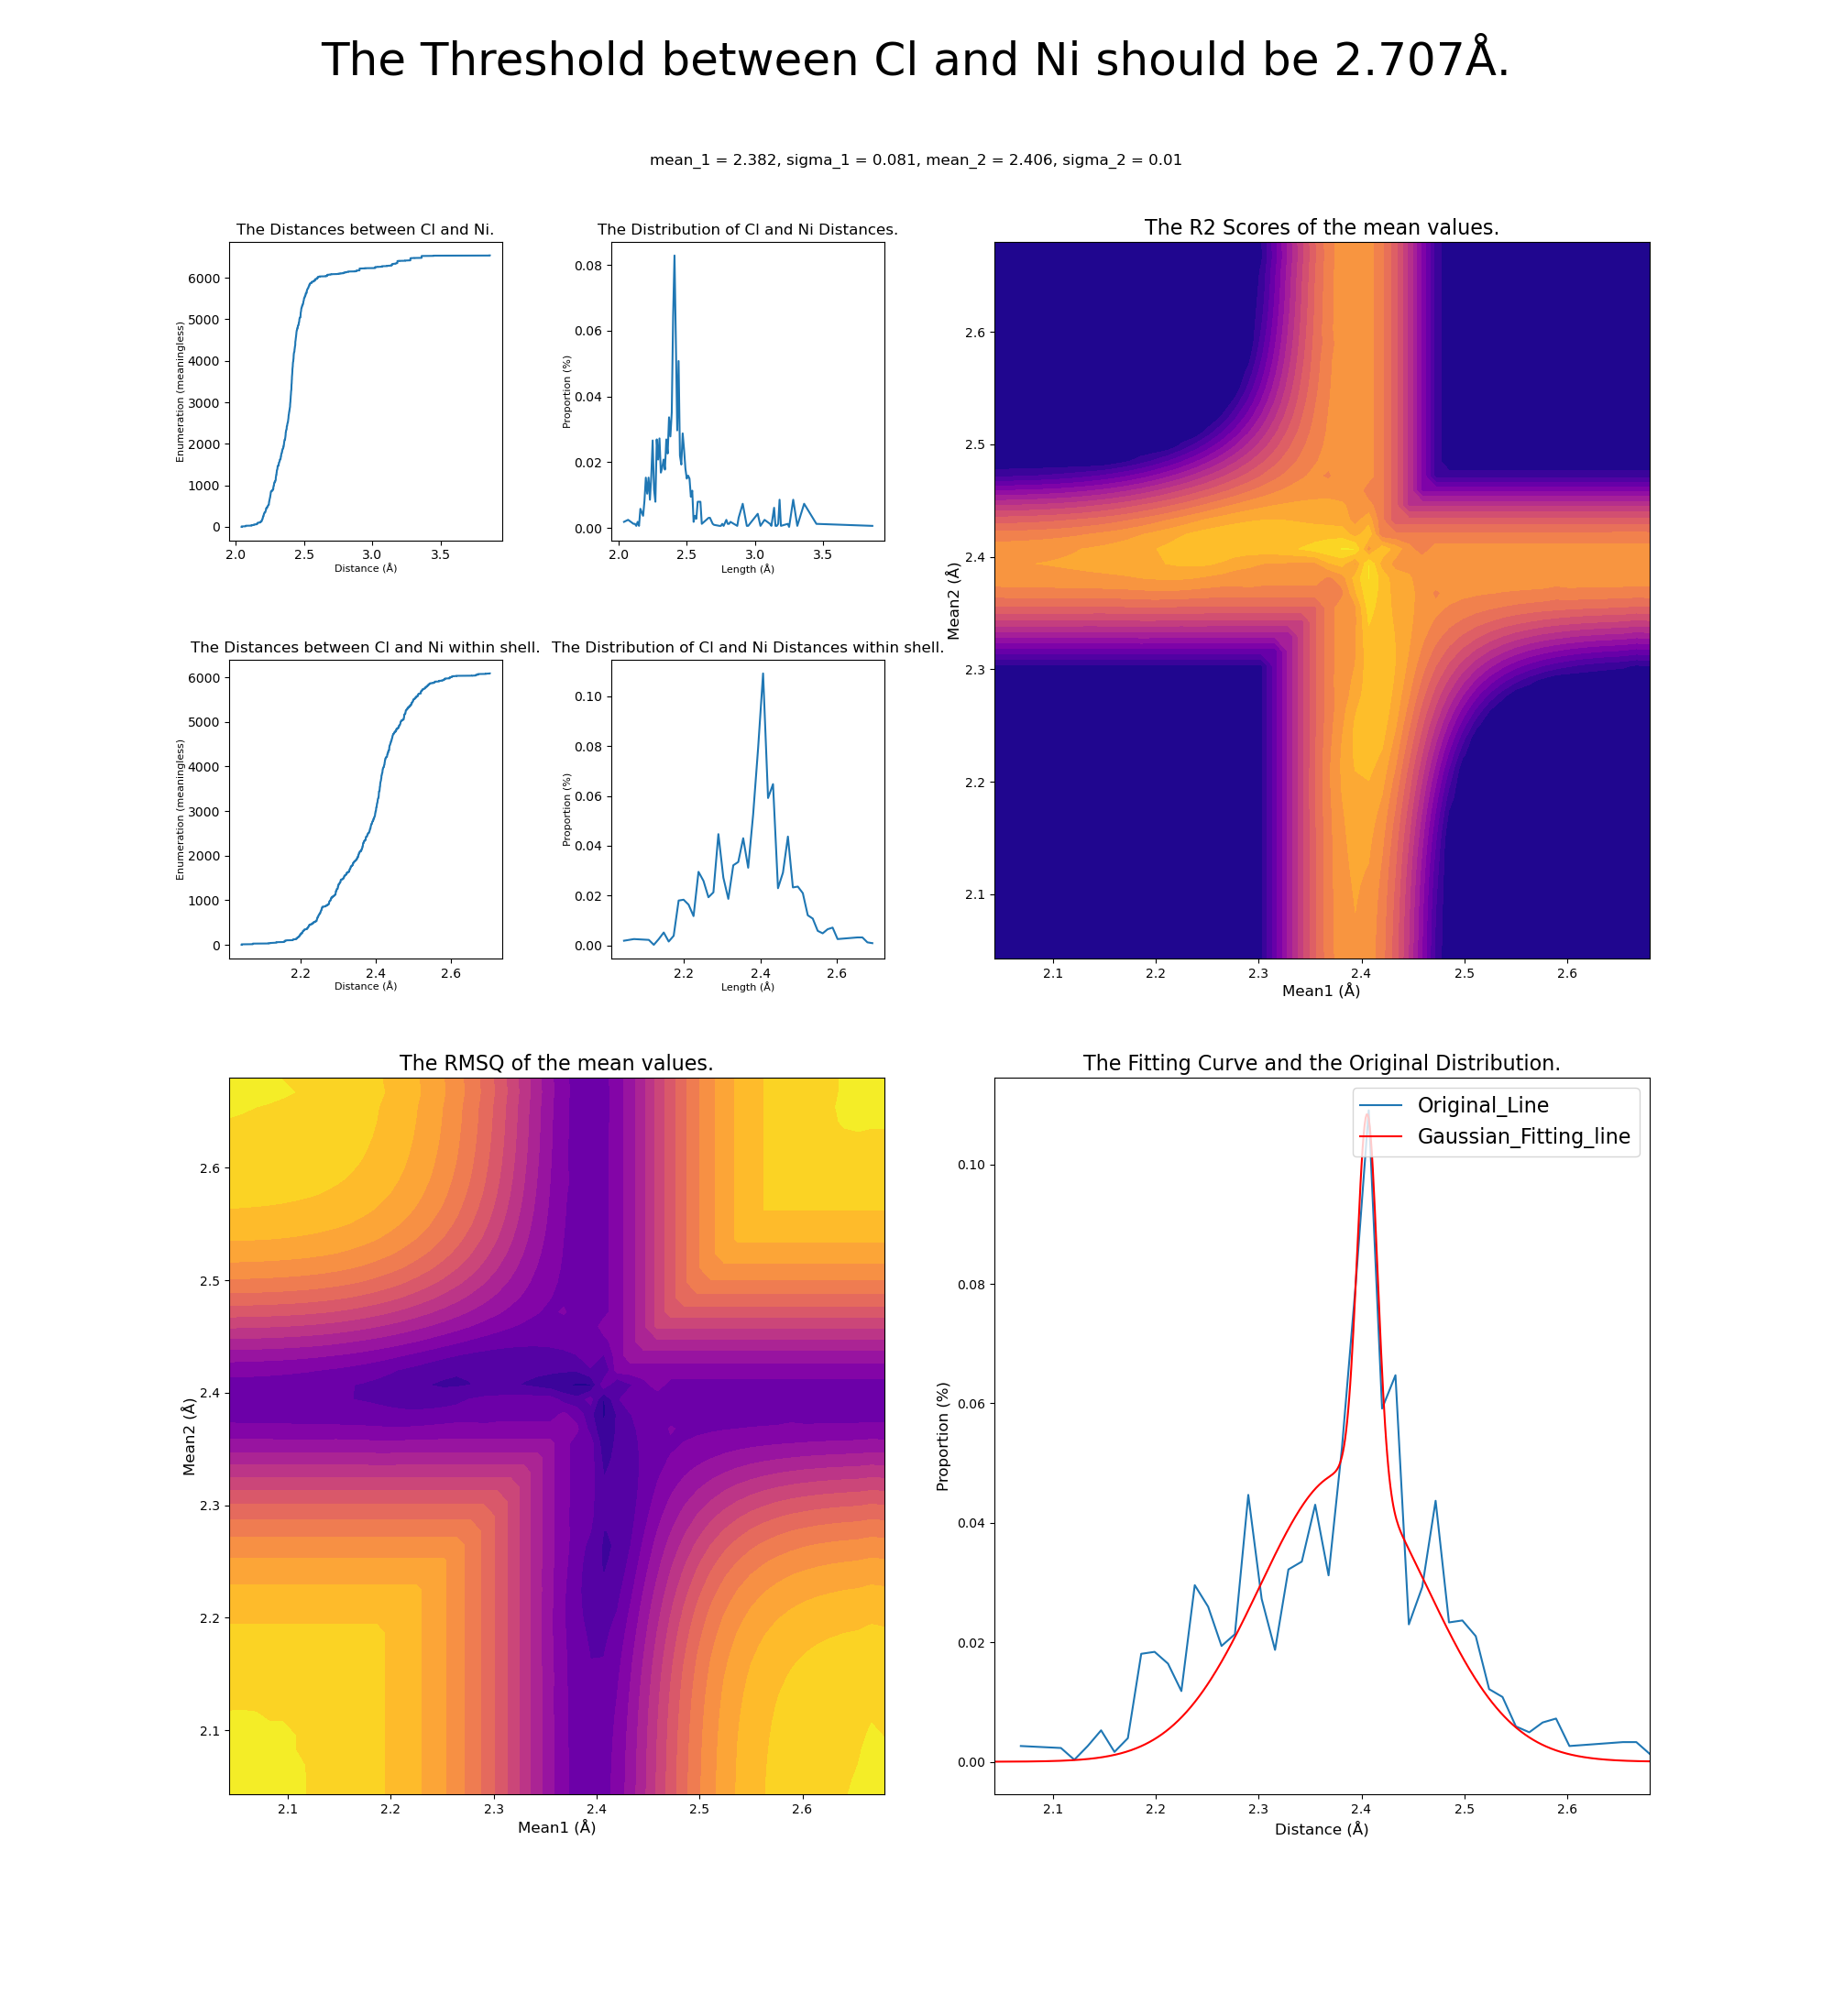 The Threshold between Cl and Ni should be 2.707Å.
mean_1 = 2.382, sigma_1 = 0.081, mean_2 = 2.406, sigma_2 = 0.01
The Distances between Cl and Ni.
6000
5000
4000
3000
2000
1000
0
Enumeration (meaningless)
2.0 2.5 3.0 3.5
Distance (Å)
The Distribution of Cl and Ni Distances.
0.08
0.06
0.04
0.02
0.00
Proportion (%)
2.0 2.5 3.0 3.5
Length (Å)
The R2 Scores of the mean values.
2.6
2.5
2.4
2.3
2.2
2.1
Mean2 (Å)
2.1 2.2 2.3 2.4 2.5 2.6
Mean1 (Å)
The Distances between Cl and Ni within shell.
6000
5000
4000
3000
2000
1000
0
Enumeration (meaningless)
2.2 2.4 2.6
Distance (Å)
The Distribution of Cl and Ni Distances within shell.
0.10
0.08
0.06
0.04
0.02
0.00
Proportion (%)
2.2 2.4 2.6
Length (Å)
The RMSQ of the mean values.
2.6
2.5
2.4
2.3
2.2
2.1
Mean2 (Å)
2.1 2.2 2.3 2.4 2.5 2.6
Mean1 (Å)
The Fitting Curve and the Original Distribution.
Original_Line
Gaussian_Fitting_line
0.10
0.08
0.06
0.04
0.02
0.00
Proportion (%)
2.1 2.2 2.3 2.4 2.5 2.6
Distance (Å)